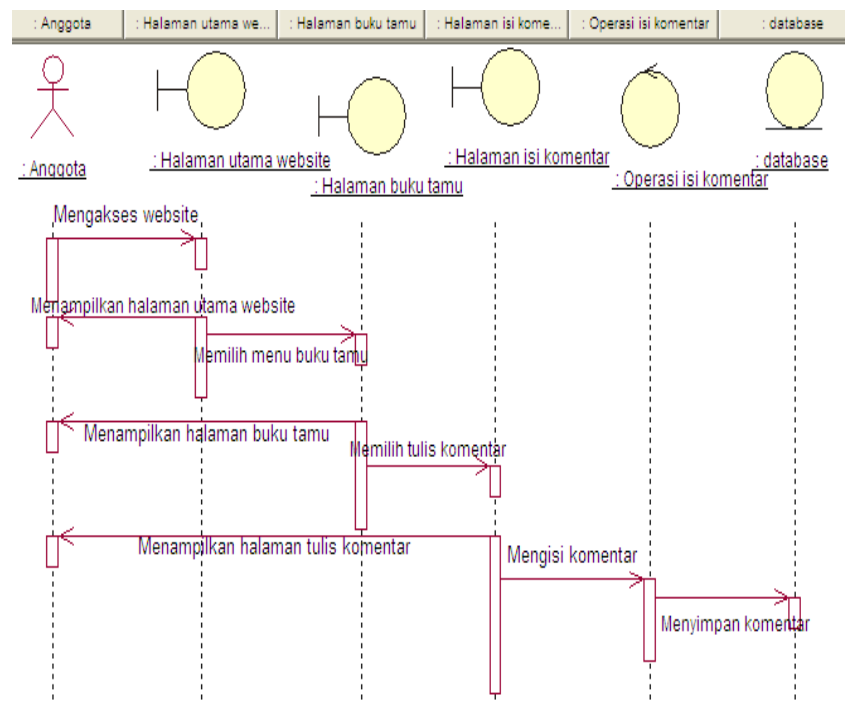 : Anggota
: Halaman utama we...
: Halaman buku tamu
: Halaman isi kome...
: Operasi isi komentar
: database
: Anggota
: Halaman utama website
: Halaman buku tamu
: Halaman isi komentar
: Operasi isi komentar
: database
Mengakses website
Menampilkan halaman utama website
Memilih menu buku tamu
Menampilkan halaman buku tamu
Memilih tulis komentar
Menampilkan halaman tulis komentar
Mengisi komentar
Menyimpan komentar